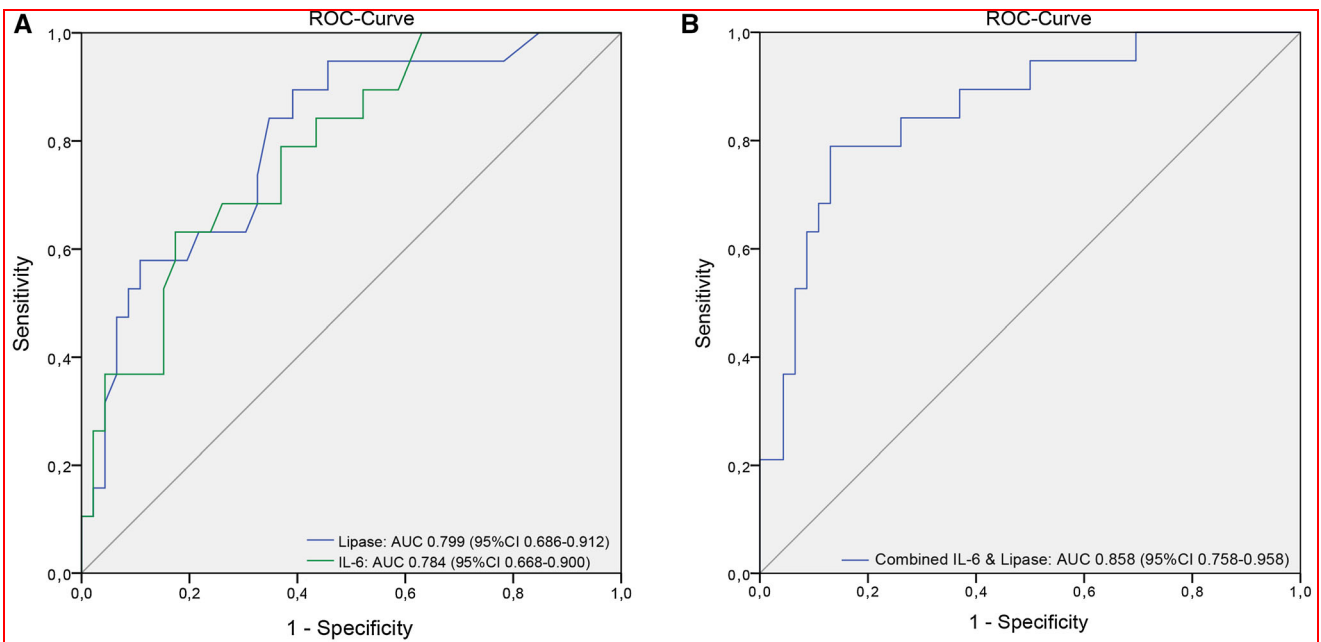 A
ROC-Curve
1,0
0,8
0,6
0,4
0,2
0,0
Sensitivity
Lipase: AUC 0.799 (95%CI 0.686-0.912)
IL-6: AUC 0.784 (95%CI 0.668-0.900)
0,0 0,2 0,4 0,6 0,8 1,0
1 - Specificity
B
ROC-Curve
1,0
0,8
0,6
0,4
0,2
0,0
Sensitivity
Combined IL-6 & Lipase: AUC 0.858 (95%CI 0.758-0.958)
0,0 0,2 0,4 0,6 0,8 1,0
1 - Specificity